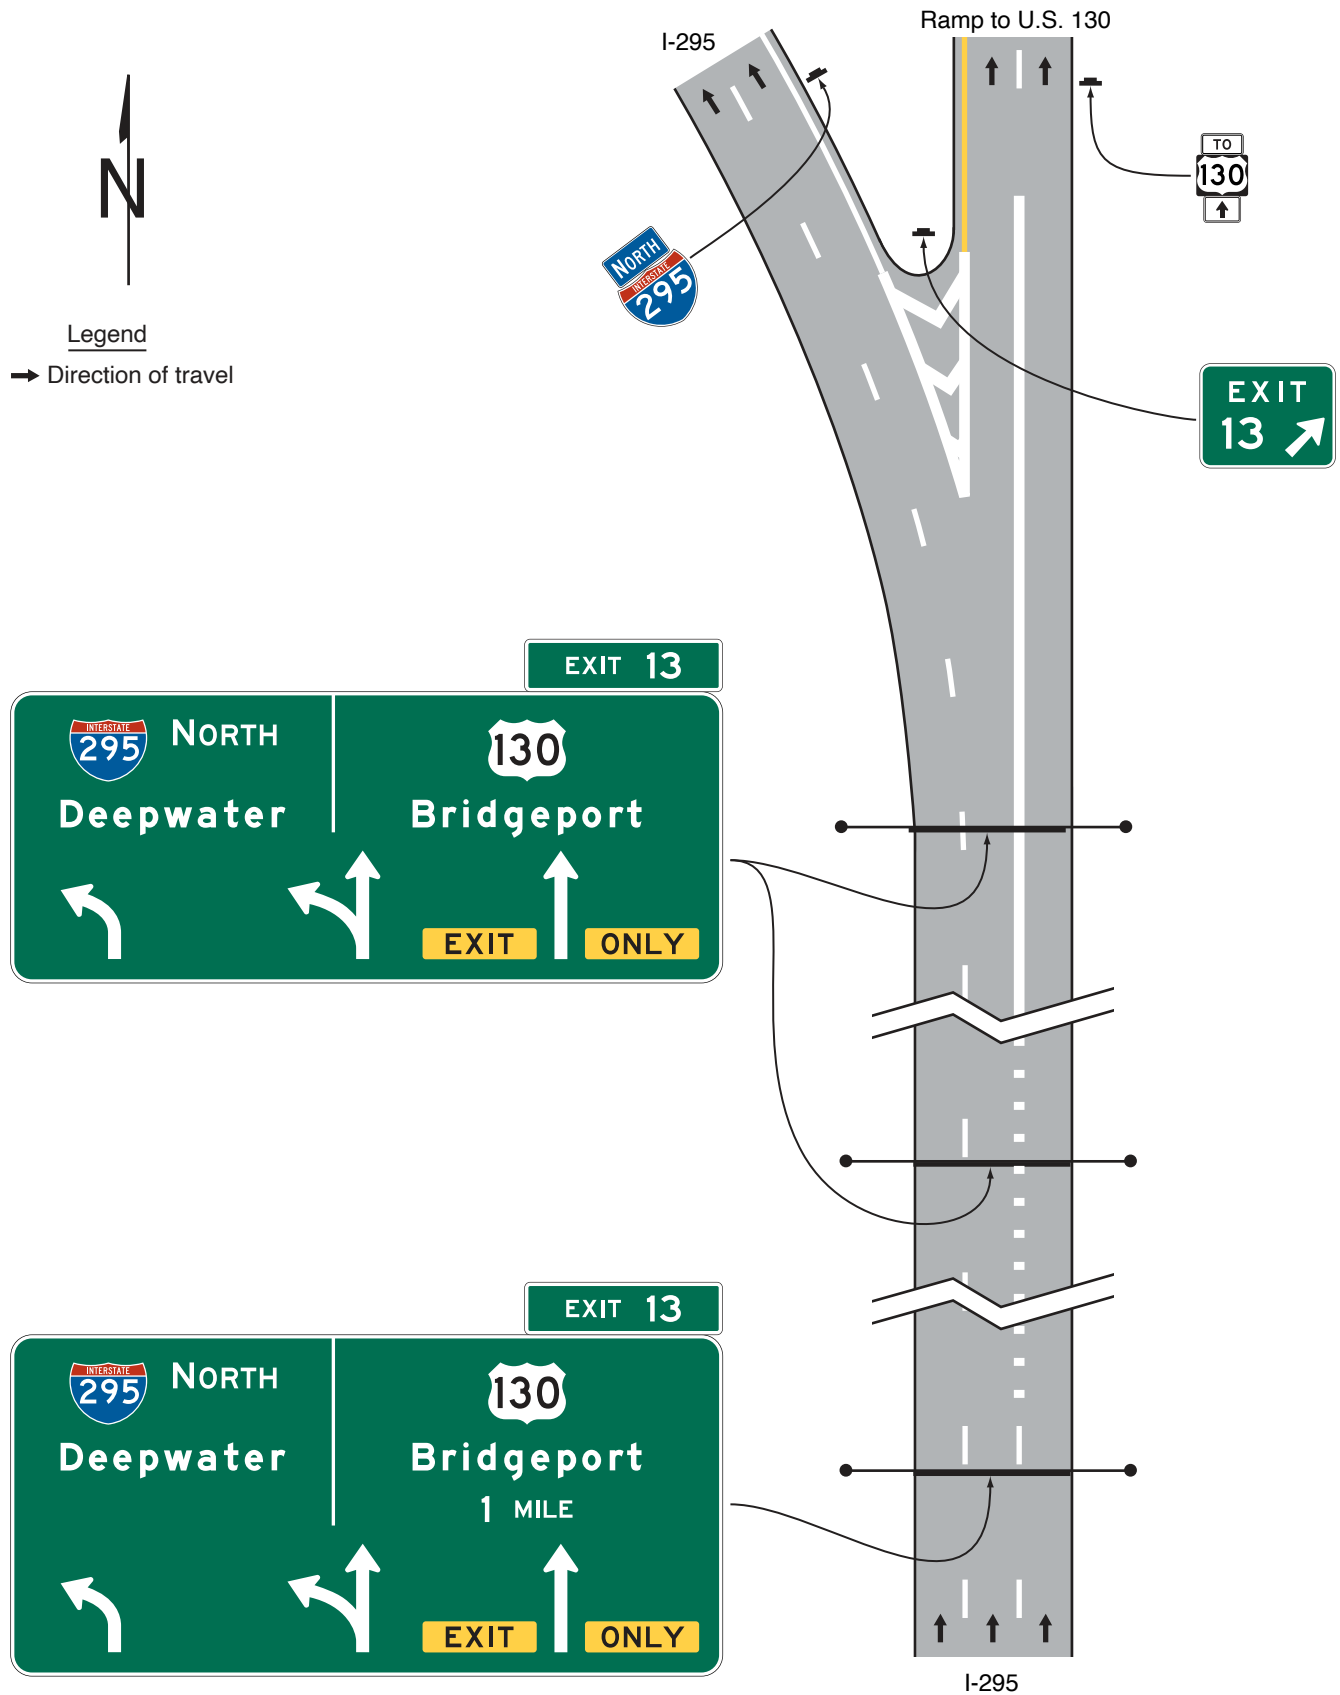 Ramp to U.S. 130
I-295
N
TO
130
NORTH
INTERSTATE
295
Legend
Direction of travel
EXIT
13
EXIT 13
INTERSTATE
295
NORTH
130
Deepwater
Bridgeport
EXIT
ONLY
EXIT 13
INTERSTATE
295
NORTH
130
Deepwater
Bridgeport
1 MILE
EXIT
ONLY
I-295